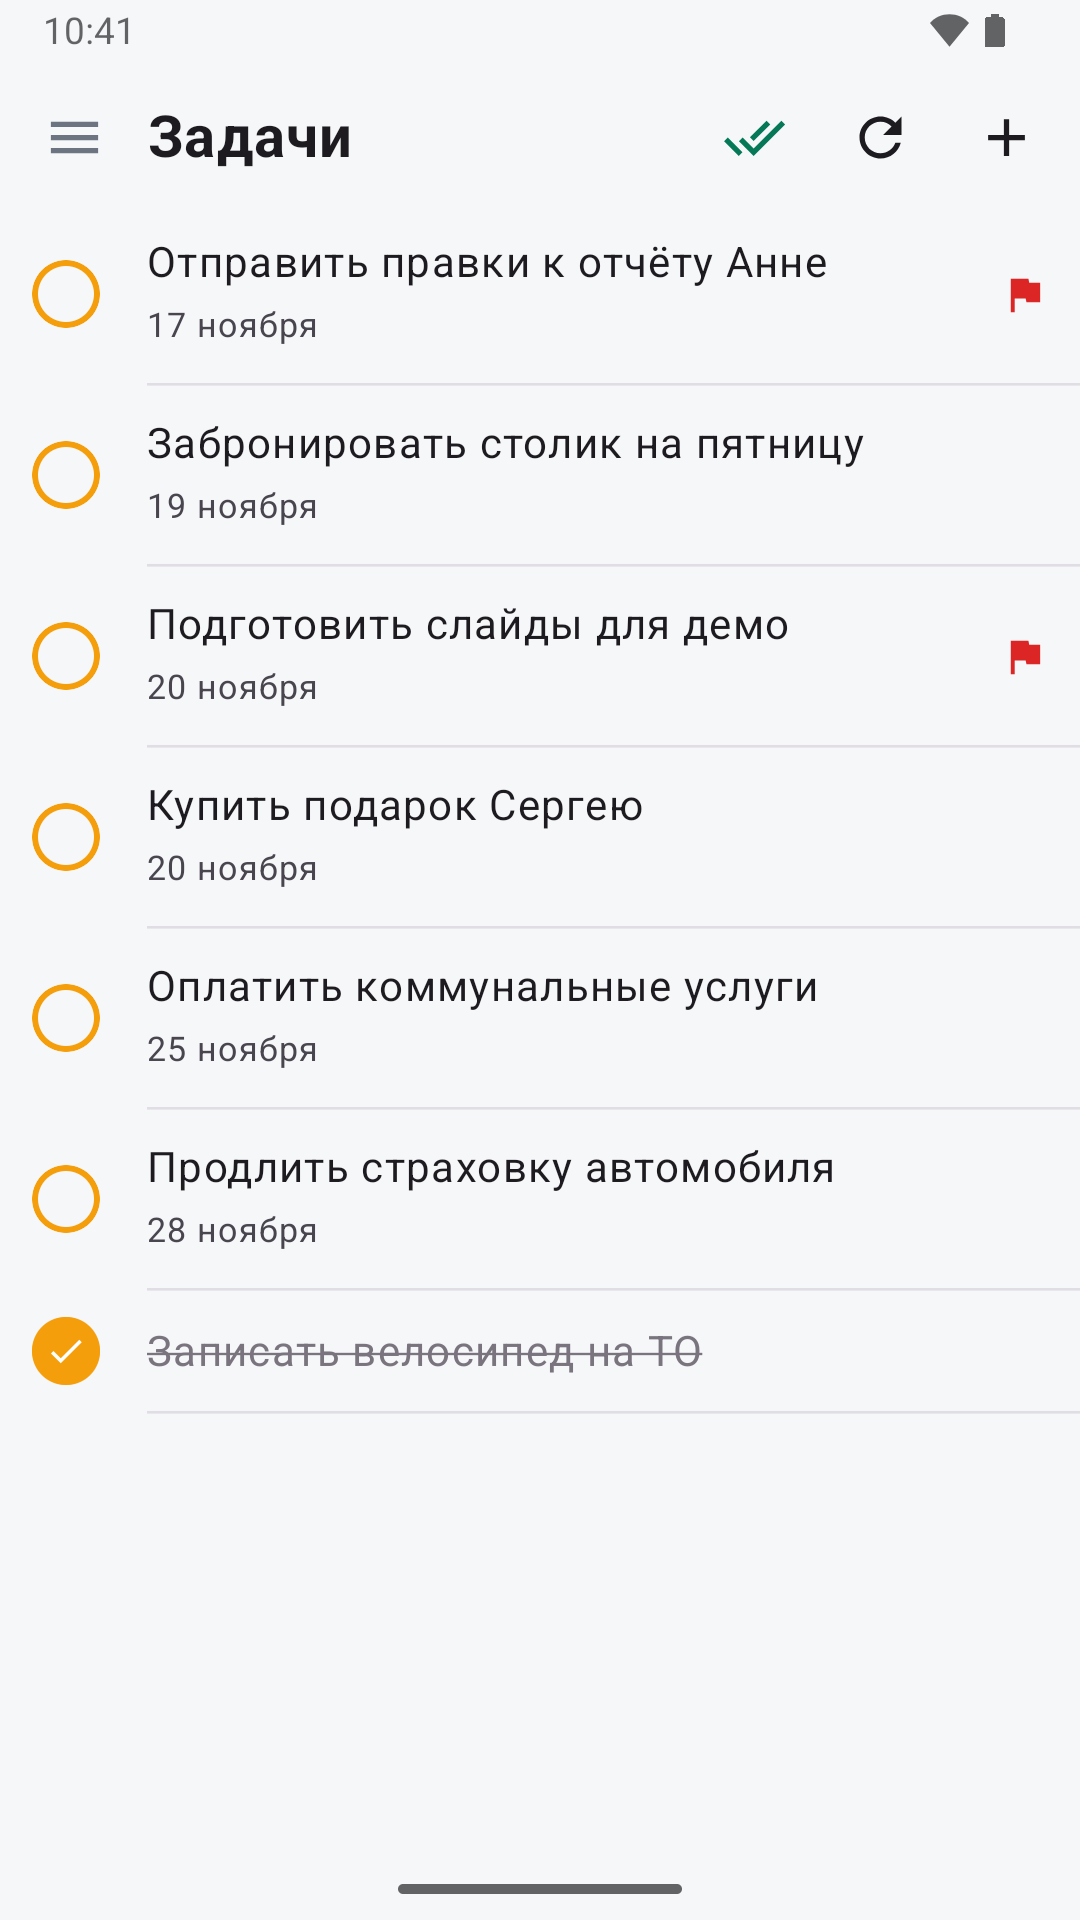 10:41
Задачи
Отправить правки к отчёту Анне
17 ноября
Забронировать столик на пятницу
19 ноября
Подготовить слайды для демо
20 ноября
Купить подарок Сергею
20 ноября
Оплатить коммунальные услуги
25 ноября
Продлить страховку автомобиля
28 ноября
Записать велосипед на ТО